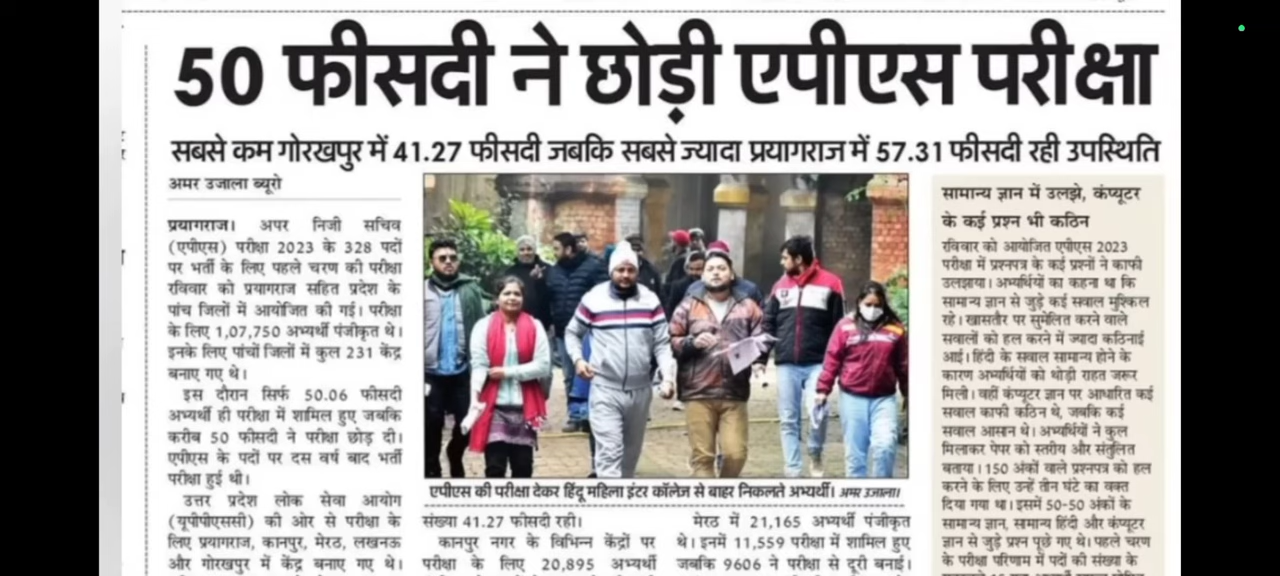 50 फीसदी ने छोड़ी एपीएस परीक्षा
सबसे कम गोरखपुर में 41.27 फीसदी जबकि सबसे ज्यादा प्रयागराज में 57.31 फीसदी रही उपस्थिति
अमर उजाला ब्यूरो
प्रयागराज। अपर निजी सचिव
(एपीएस) परीक्षा 2023 के 328 पदों
पर भर्ती के लिए पहले चरण की परीक्षा
रविवार को प्रयागराज सहित प्रदेश के
पांच जिलों में आयोजित की गई। परीक्षा
के लिए 1,07,750 अभ्यर्थी पंजीकृत थे।
इनके लिए पांचों जिलों में कुल 231 केंद्र
बनाए गए थे।
इस दौरान सिर्फ 50.06 फीसदी
अभ्यर्थी ही परीक्षा में शामिल हुए जबकि
करीब 50 फीसदी ने परीक्षा छोड़ दी।
एपीएस के पदों पर दस वर्ष बाद भर्ती
परीक्षा हुई थी।
उत्तर प्रदेश लोक सेवा आयोग
(यूपीपीएससी) की ओर से परीक्षा के
लिए प्रयागराज, कानपुर, मेरठ, लखनऊ
और गोरखपुर में केंद्र बनाए गए थे।
एपीएस की परीक्षा देकर हिंदू महिला इंटर कॉलेज से बाहर निकलते अभ्यर्थी। अमर उजाला।
संख्या 41.27 फीसदी रही।
कानपुर नगर के विभिन्न केंद्रों पर
परीक्षा के लिए 20,895 अभ्यर्थी
मेरठ में 21,165 अभ्यर्थी पंजीकृत
थे। इनमें 11,559 परीक्षा में शामिल हुए
जबकि 9606 ने परीक्षा से दूरी बनाई।
सामान्य ज्ञान में उलझे, कंप्यूटर
के कई प्रश्न भी कठिन
रविवार को आयोजित एपीएस 2023
परीक्षा में प्रश्नपत्र के कई प्रश्नों ने काफी
उलझाया। अभ्यर्थियों का कहना था कि
सामान्य ज्ञान से जुड़े कई सवाल मुश्किल
रहे। खासतौर पर सुमेलित करने वाले
सवालों को हल करने में ज्यादा कठिनाई
आई। हिंदी के सवाल सामान्य होने के
कारण अभ्यर्थियों को थोड़ी राहत जरूर
मिली। वहीं कंप्यूटर ज्ञान पर आधारित कई
सवाल काफी कठिन थे, जबकि कई
सवाल आसान थे। अभ्यर्थियों ने कुल
मिलाकर पेपर को स्तरीय और संतुलित
बताया। 150 अंकों वाले प्रश्नपत्र को हल
करने के लिए उन्हें तीन घंटे का वक्त
दिया गया था। इसमें 50-50 अंकों के
सामान्य ज्ञान, सामान्य हिंदी और कंप्यूटर
ज्ञान से जुड़े प्रश्न पूछे गए थे। पहले चरण
के परीक्षा परिणाम में पदों की संख्या के